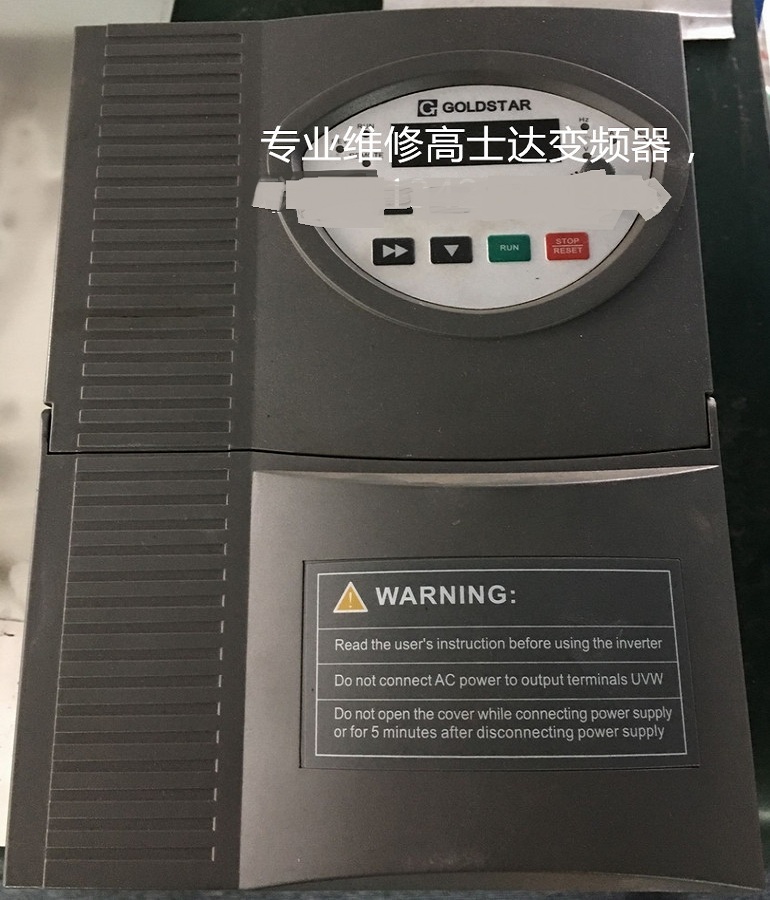 GOLDSTAR
RUN
Hz
专业维修高士达变频器，
RUN
STOP
RESET
WARNING:
Read the user's instruction before using the inverter
Do not connect AC power to output terminals UVW
Do not open the cover while connecting power supply
or for 5 minutes after disconnecting power supply